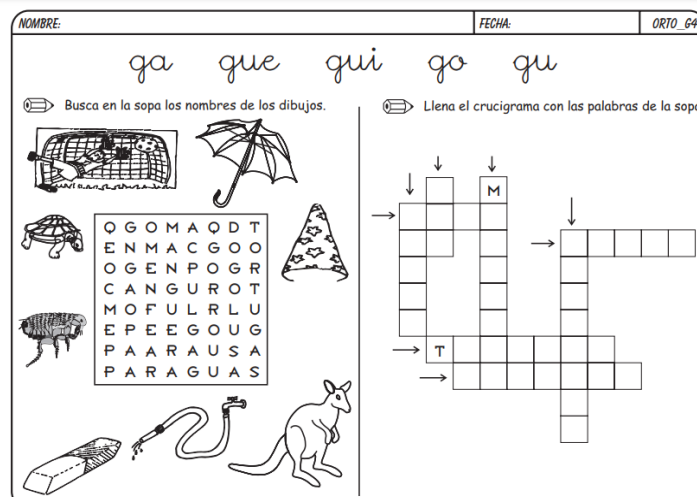 NOMBRE:
FECHA:
ORTO_G4
ga gue gui go gu
Busca en la sopa los nombres de los dibujos.
Llena el crucigrama con las palabras de la sopa
Q G O M A Q D T
E N M A C G O O
O G E N P O G R
C A N G U R O T
M O F U L R L U
E P E E G O U G
P A A R A U S A
P A R A G U A S
M
T